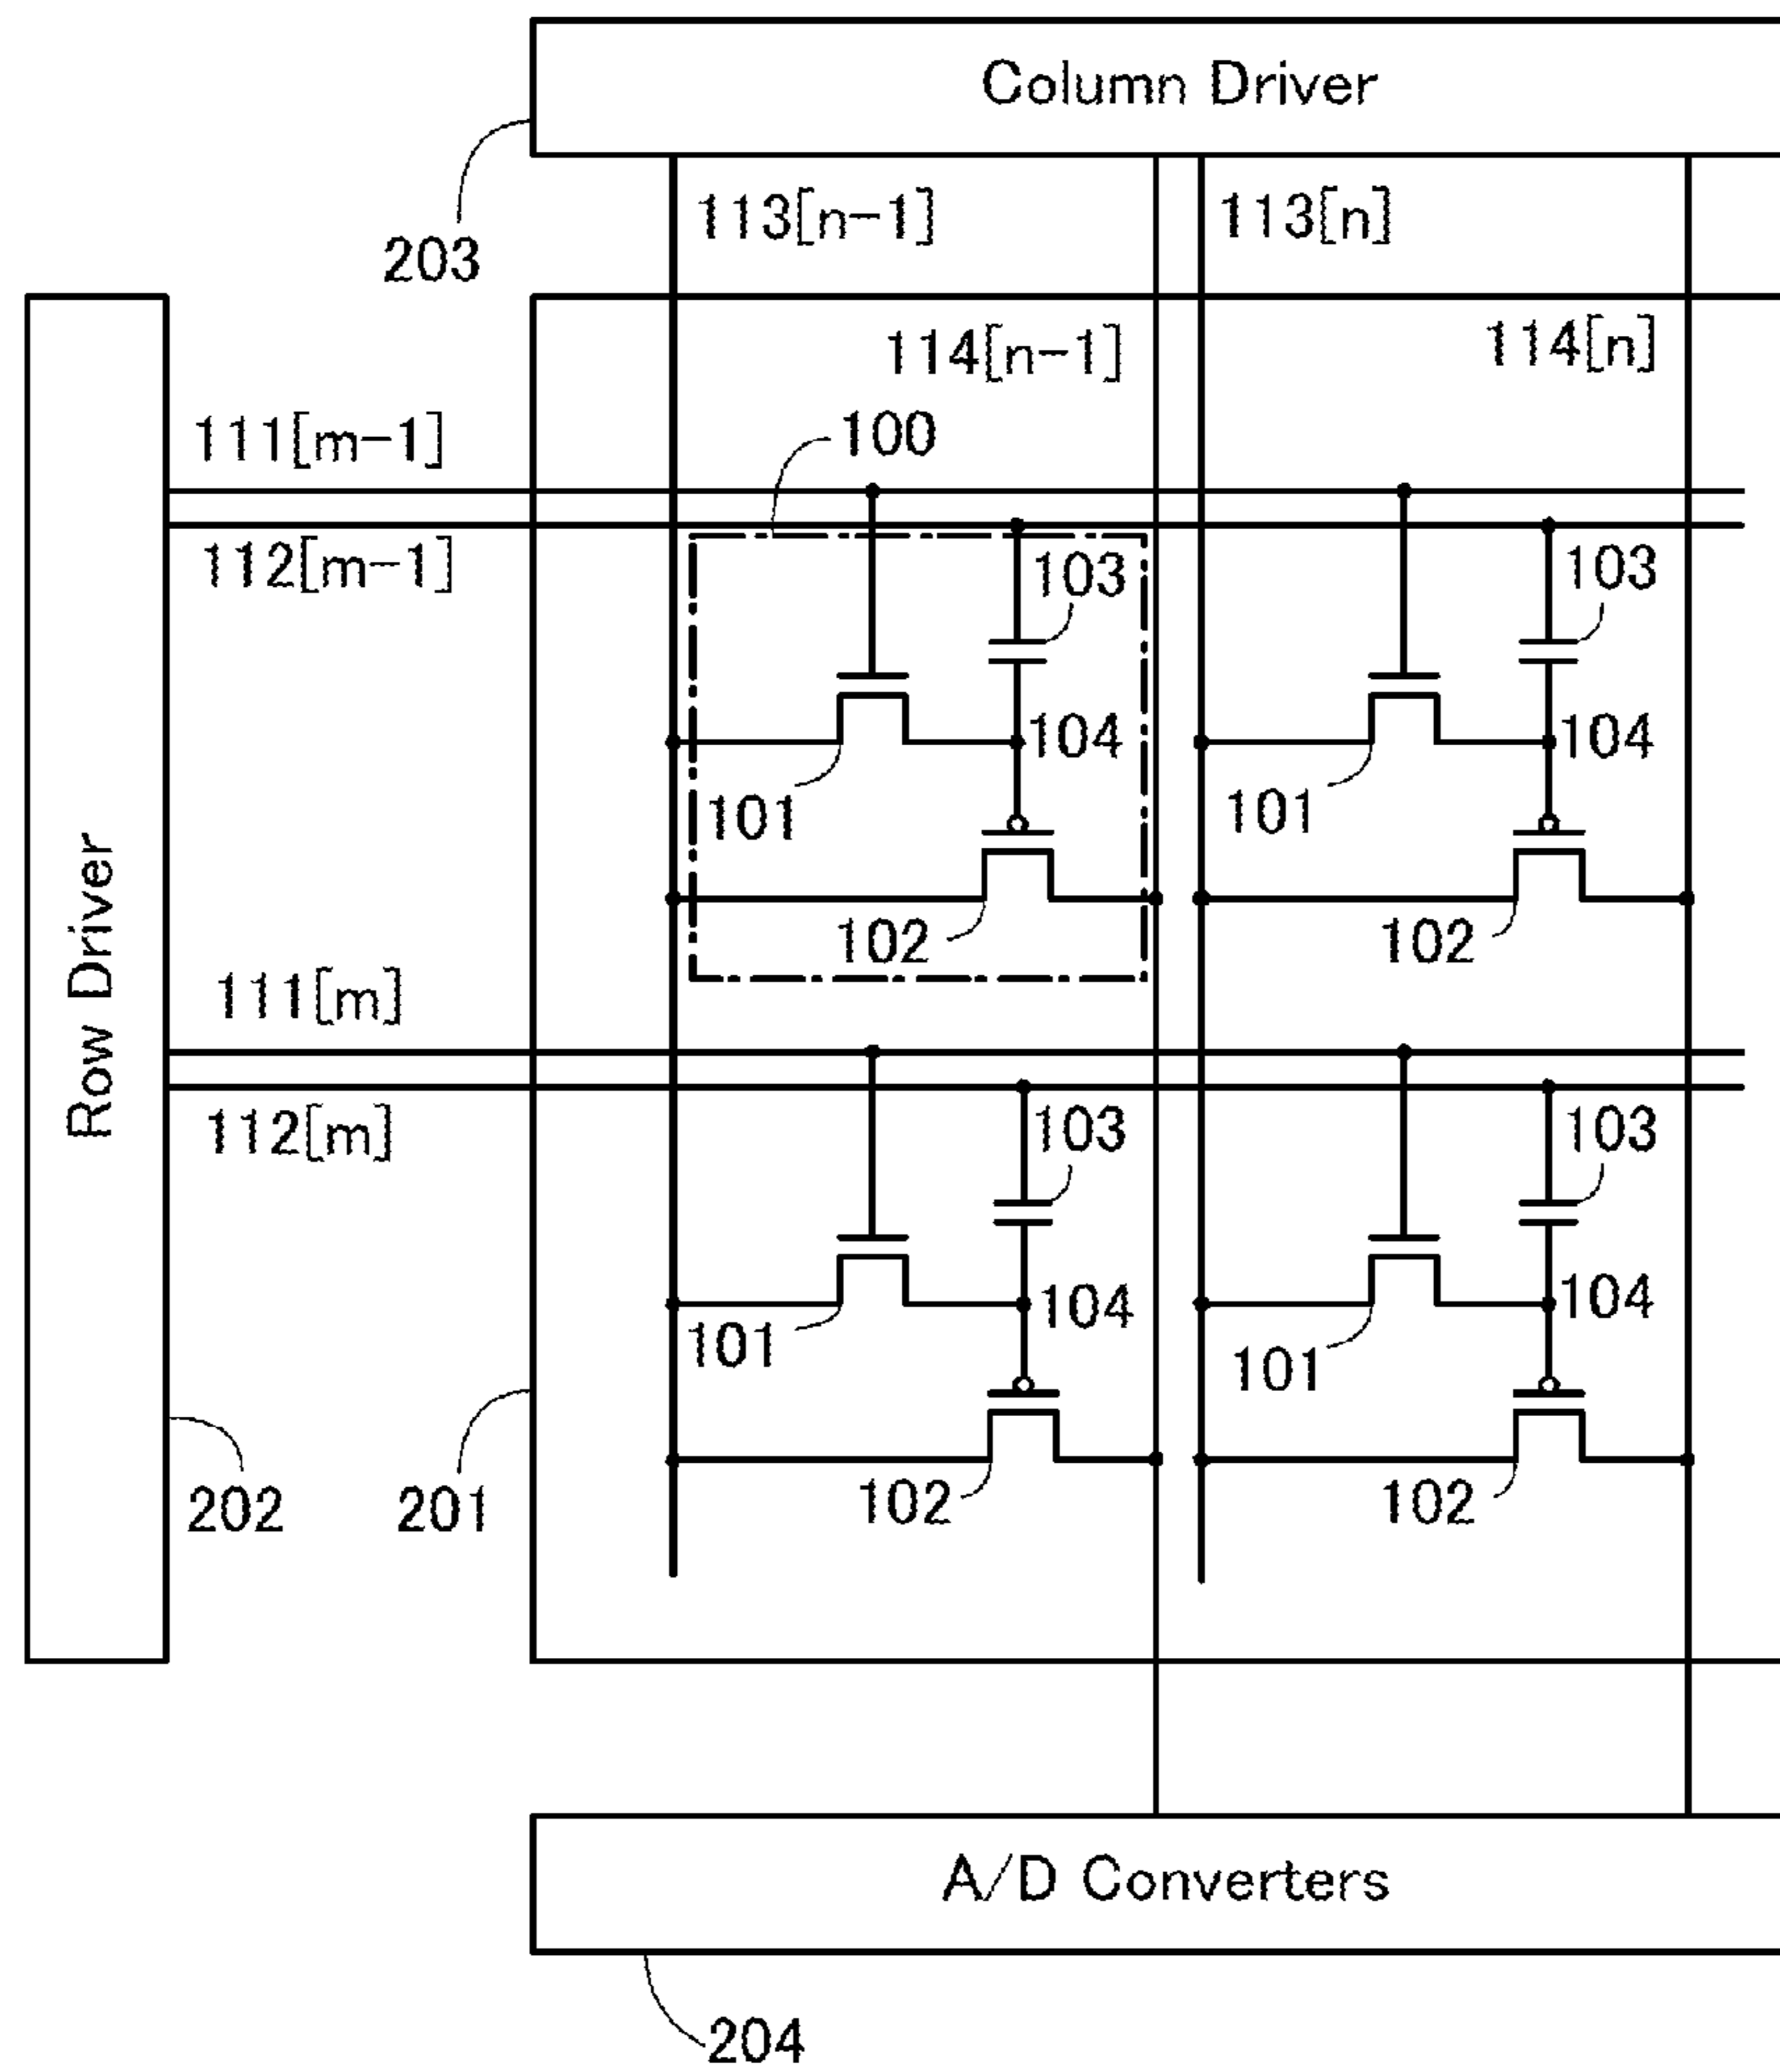 Column Driver
203
113[n-1]
113[n]
114[n-1]
114[n]
111[m-1]
100
112[m-1]
103
103
104
104
101
101
102
102
Row Driver
111[m]
112[m]
103
103
104
104
101
101
102
102
202
201
A/D Converters
204